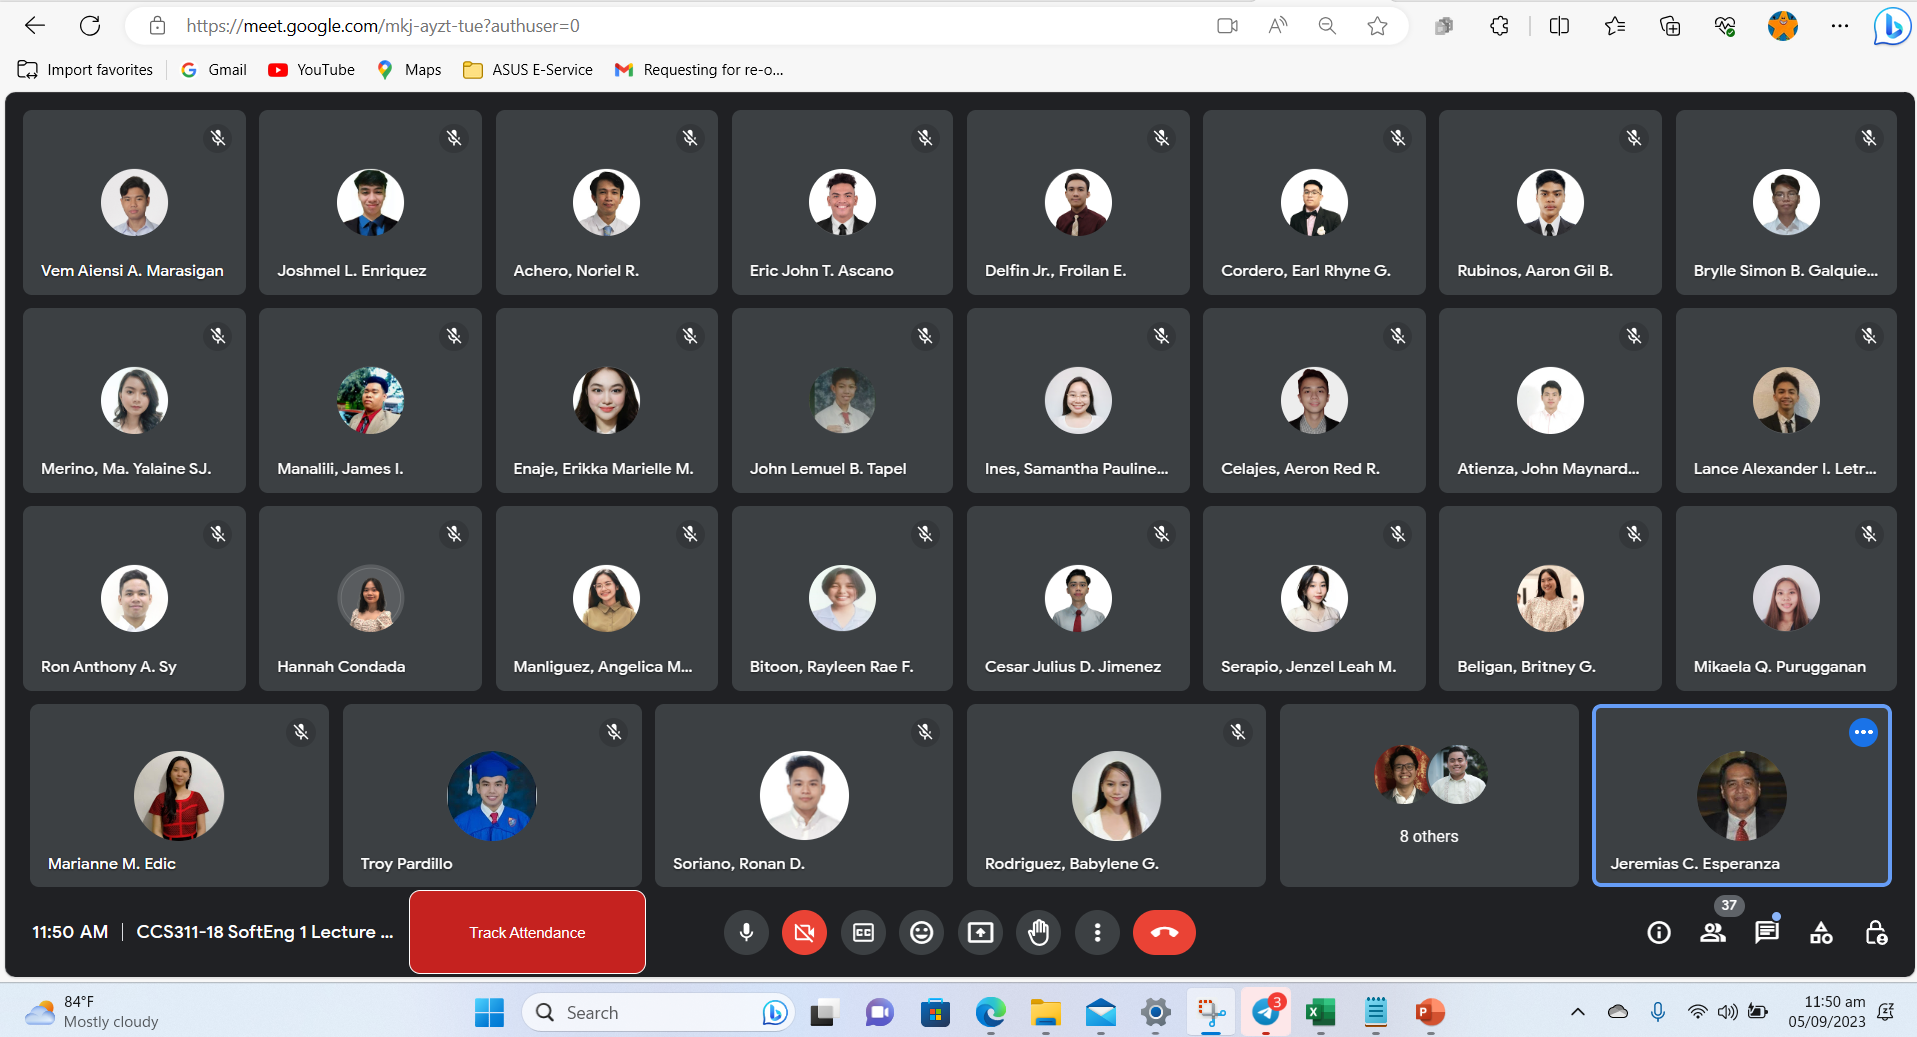 https://meet.google.com/mkj-ayzt-tue?authuser=0
Import favorites Gmail YouTube Maps ASUS E-Service Requesting for re-o...
Vem Aiensi A. Marasigan
Joshmel L. Enriquez
Achero, Noriel R.
Eric John T. Ascano
Delfin Jr., Froilan E.
Cordero, Earl Rhyne G.
Rubinos, Aaron Gil B.
Brylle Simon B. Galquie...
Merino, Ma. Yalaine SJ.
Manalili, James I.
Enaje, Erikka Marielle M.
John Lemuel B. Tapel
Ines, Samantha Pauline...
Celajes, Aeron Red R.
Atienza, John Maynard...
Lance Alexander I. Letr...
Ron Anthony A. Sy
Hannah Condada
Manliguez, Angelica M...
Bitoon, Rayleen Rae F.
Cesar Julius D. Jimenez
Serapio, Jenzel Leah M.
Beligan, Britney G.
Mikaela Q. Purugganan
Marianne M. Edic
Troy Pardillo
Soriano, Ronan D.
Rodriguez, Babylene G.
8 others
Jeremias C. Esperanza
11:50 AM | CCS311-18 SoftEng 1 Lecture ...
Track Attendance
37
84°F
Mostly cloudy
Search
3
11:50 am
05/09/2023